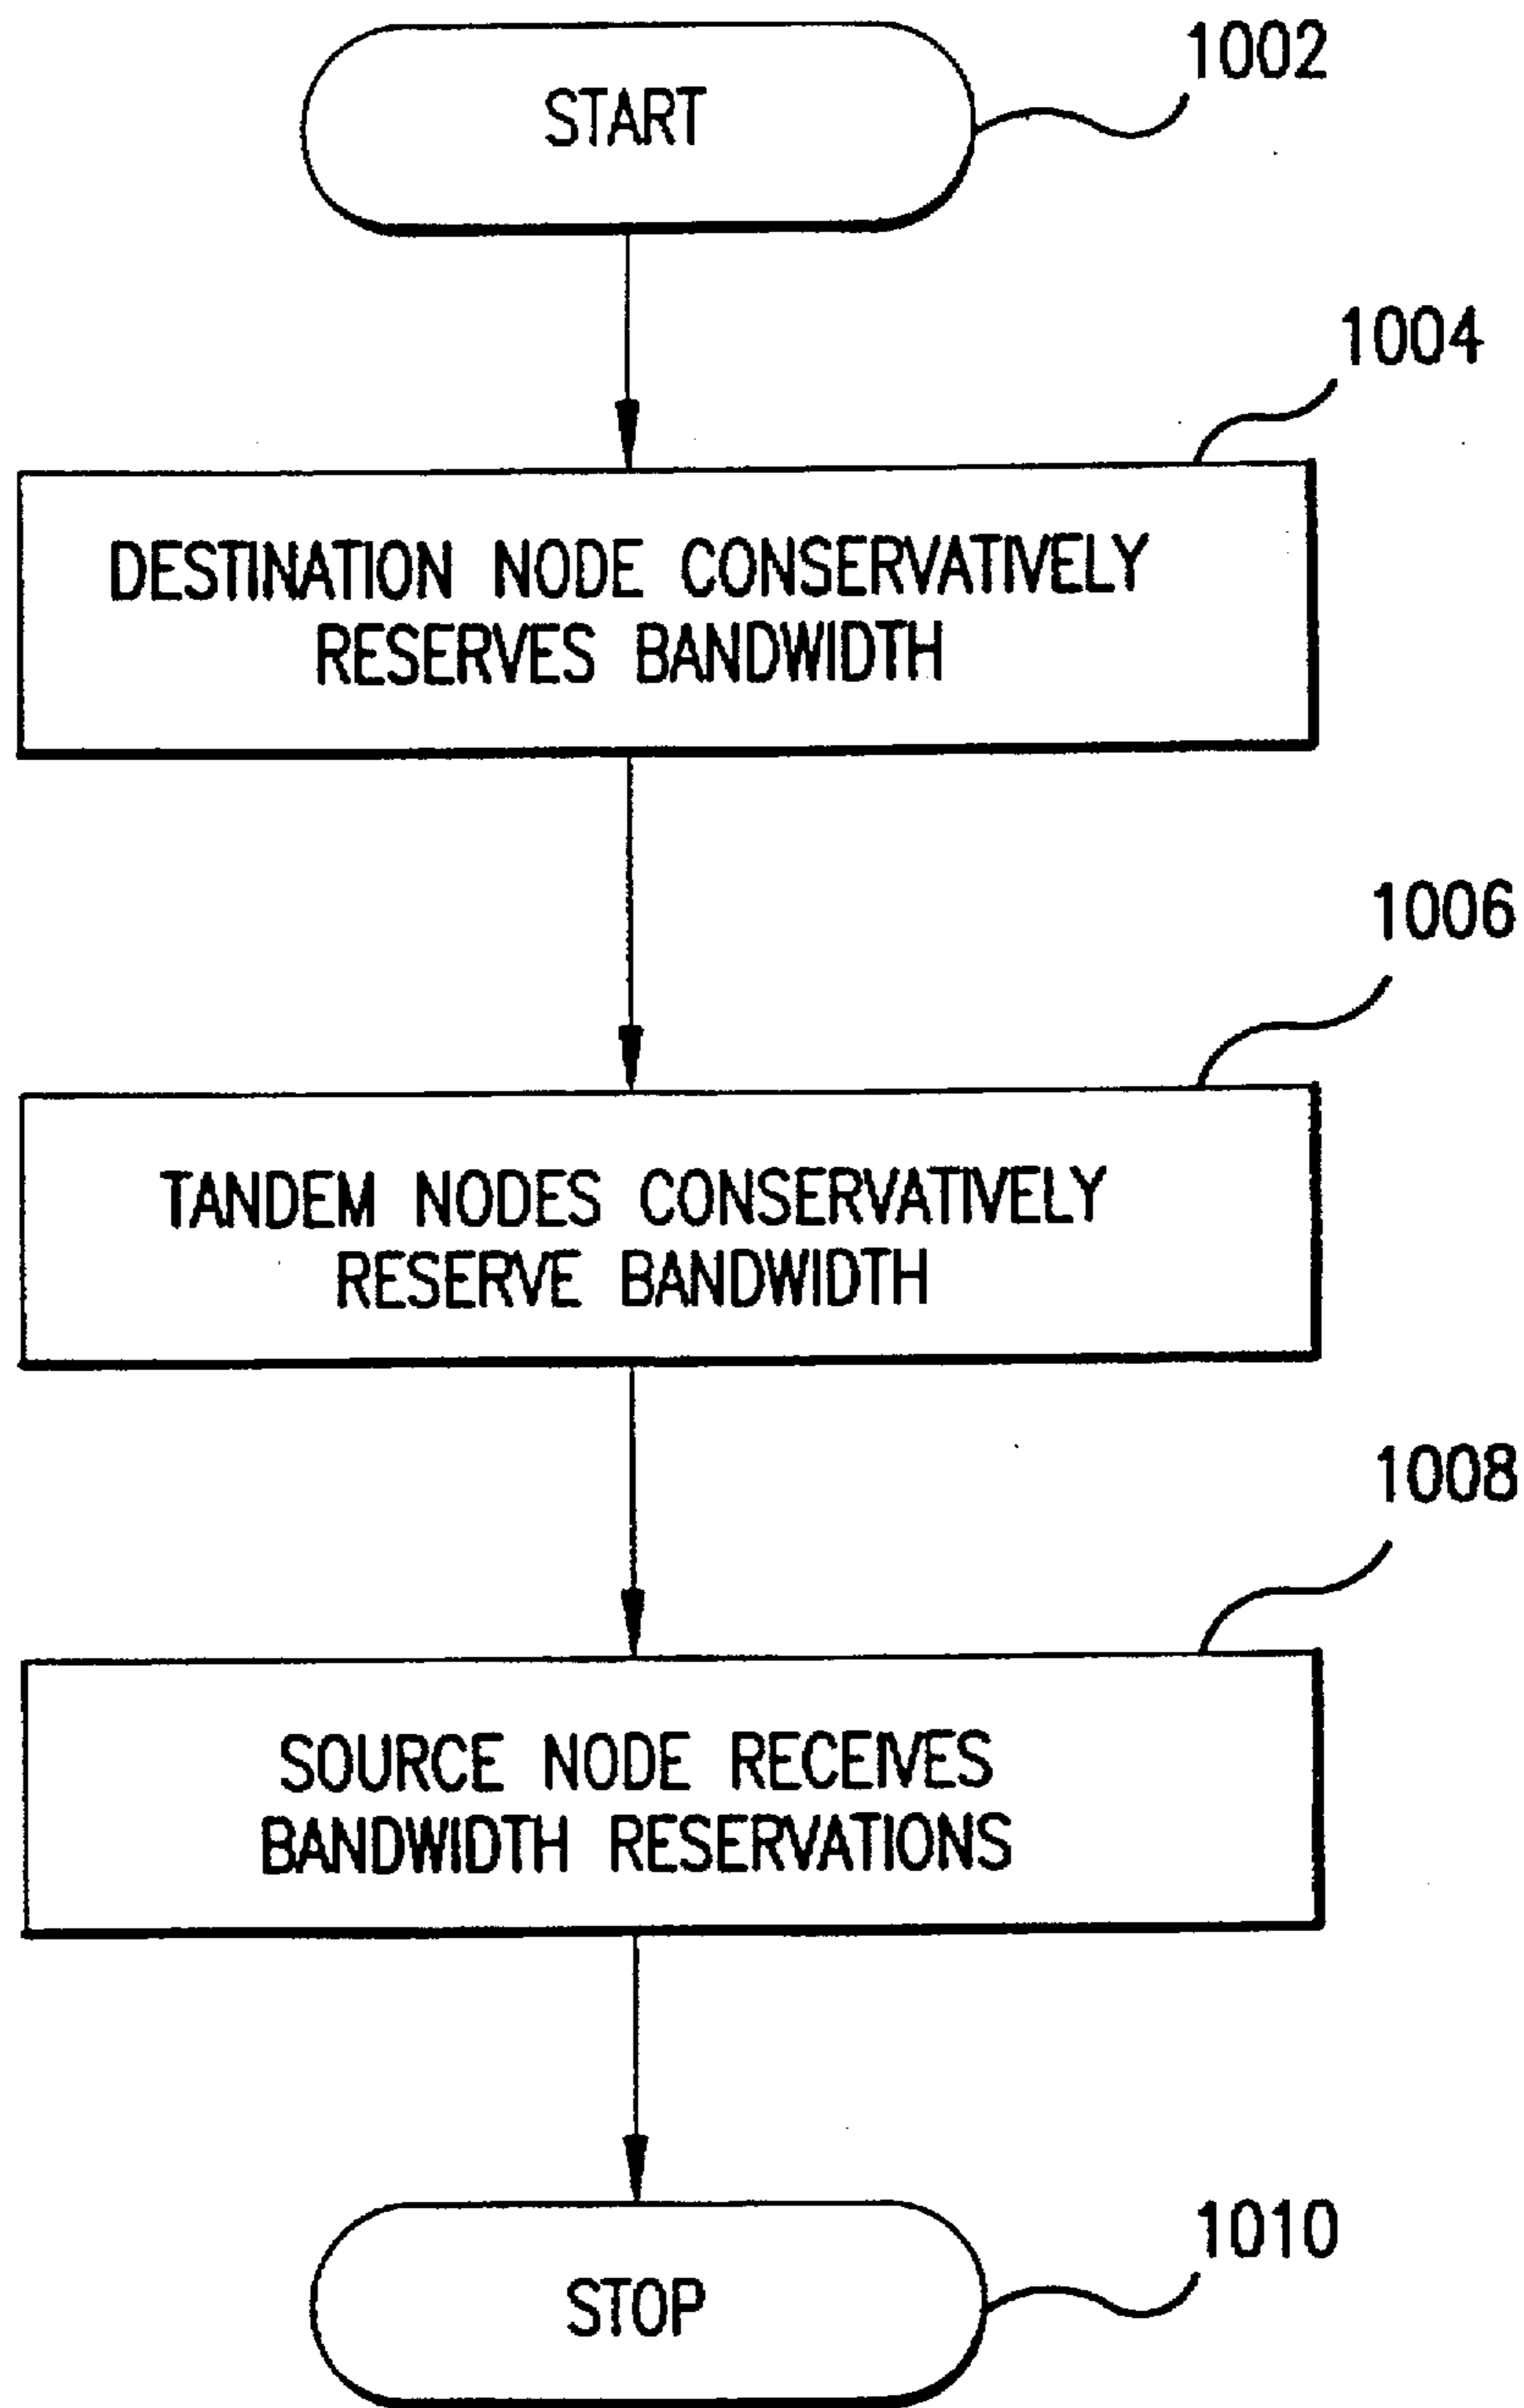 START
1002
1004
DESTINATION NODE CONSERVATIVELY
RESERVES BANDWIDTH
1006
TANDEM NODES CONSERVATIVELY
RESERVE BANDWIDTH
1008
SOURCE NODE RECEIVES
BANDWIDTH RESERVATIONS
STOP
1010